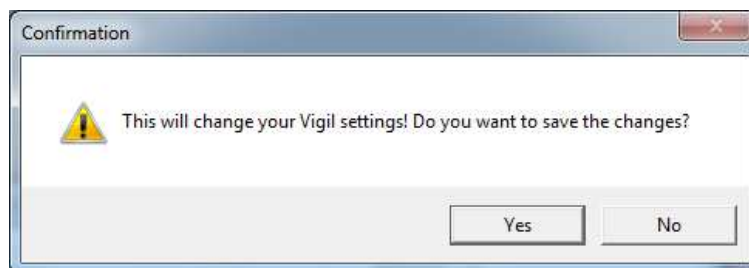 Confirmation
This will change your Vigil settings! Do you want to save the changes?
Yes
No